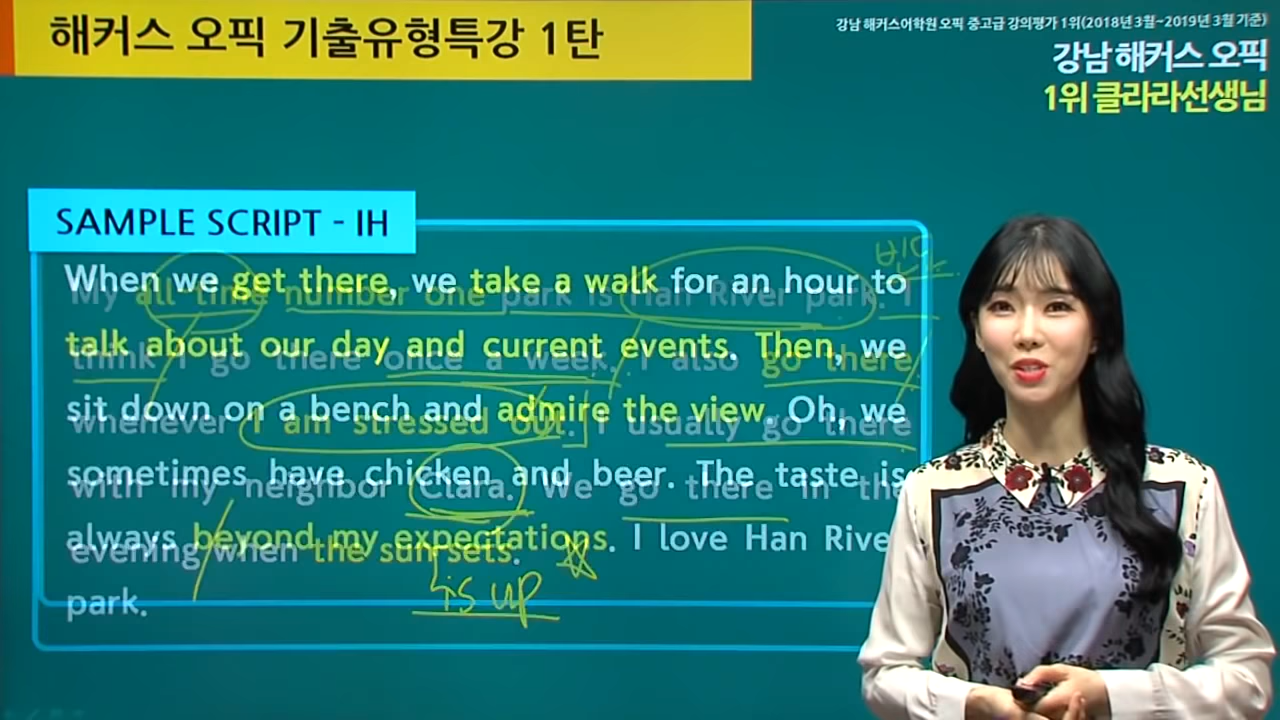 해커스 오픽 기출유형특강 1탄
강남 해커스어학원 오픽 중고급 강의평가 1위(2018년 3월~2019년 3월 기준)
강남 해커스 오픽
1위 클라라선생님
SAMPLE SCRIPT - IH
When we get there, we take a walk for an hour to
talk about our day and current events. Then, we
sit down on a bench and admire the view. Oh, we
sometimes have chicken and beer. The taste is
always beyond my expectations. I love Han River
park.
My all time number one park is Han River park. I
think I go there once a week. I also go there
whenever I am stressed out. I usually go there
with my neighbor Clara. We go there in the
evening when the sun sets.
is up